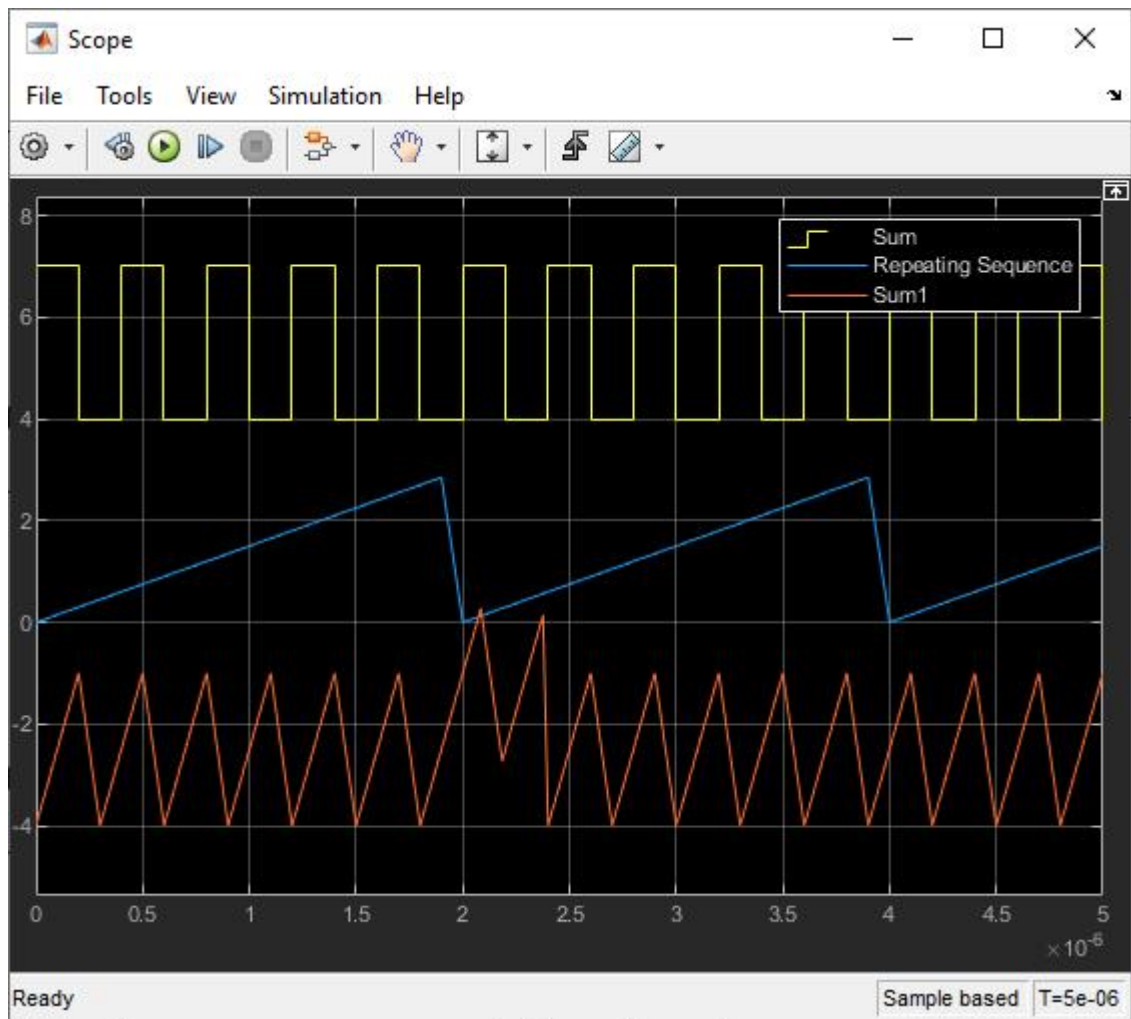 Scope
File Tools View Simulation Help
8
6
4
2
0
-2
-4
Sum
Repeating Sequence
Sum1
0 0.5 1 1.5 2 2.5 3 3.5 4 4.5 5
×10-6
Ready Sample based T=5e-06